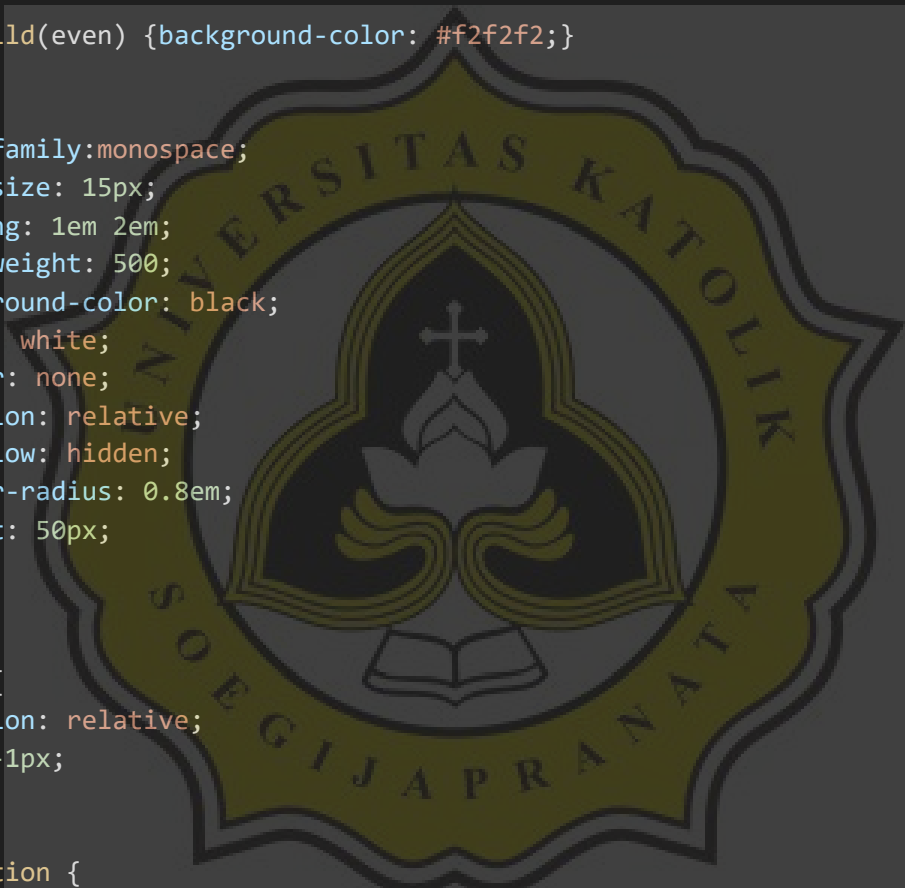 ld(even) {background-color: #f2f2f2;}
family:monospace;
size: 15px;
ng: 1em 2em;
weight: 500;
round-color: black;
white;
r: none;
ion: relative;
low: hidden;
r-radius: 0.8em;
t: 50px;
{
ion: relative;
-1px;
tion {
UNIVERSITAS KATOLIK
SOEGIJAPRANATA